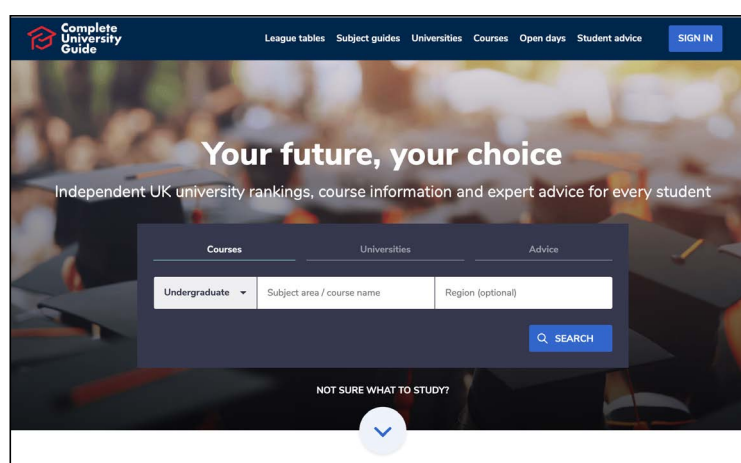 Complete
University
Guide
League tables Subject guides Universities Courses Open days Student advice SIGN IN
Your future, your choice
Independent UK university rankings, course information and expert advice for every student
Courses Universities Advice
Undergraduate Subject area / course name Region (optional)
SEARCH
NOT SURE WHAT TO STUDY?